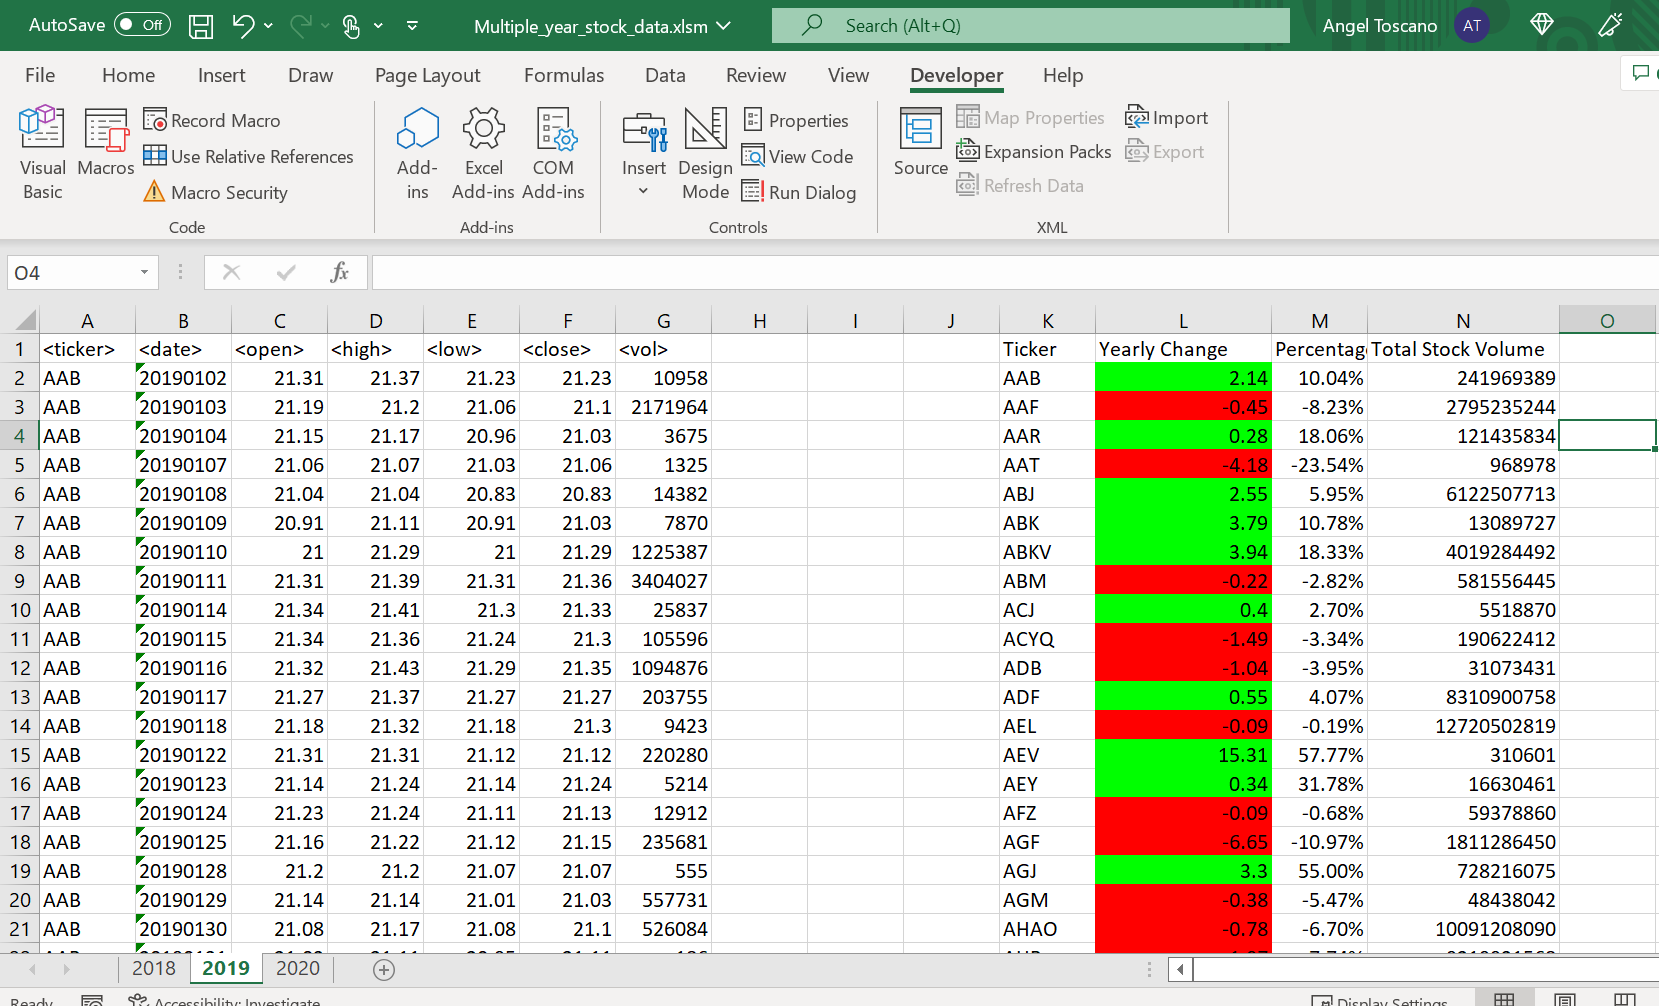 AutoSave Off Multiple_year_stock_data.xlsm Search (Alt+Q) Angel Toscano AT
File Home Insert Draw Page Layout Formulas Data Review View Developer Help
Visual Basic
Macros
Record Macro
Use Relative References
Macro Security
Code
Add-ins
Excel Add-ins
COM Add-ins
Add-ins
Insert
Design Mode
Properties
View Code
Run Dialog
Controls
Source
Map Properties
Expansion Packs
Refresh Data
Import
Export
XML
O4 fx
A B C D E F G H I J K L M N O
1 <ticker> <date> <open> <high> <low> <close> <vol> Ticker Yearly Change Percentag Total Stock Volume
2 AAB 20190102 21.31 21.37 21.23 21.23 10958 AAB 2.14 10.04% 241969389
3 AAB 20190103 21.19 21.2 21.06 21.1 2171964 AAF -0.45 -8.23% 2795235244
4 AAB 20190104 21.15 21.17 20.96 21.03 3675 AAR 0.28 18.06% 121435834
5 AAB 20190107 21.06 21.07 21.03 21.06 1325 AAT -4.18 -23.54% 968978
6 AAB 20190108 21.04 21.04 20.83 20.83 14382 ABJ 2.55 5.95% 6122507713
7 AAB 20190109 20.91 21.11 20.91 21.03 7870 ABK 3.79 10.78% 13089727
8 AAB 20190110 21 21.29 21 21.29 1225387 ABKV 3.94 18.33% 4019284492
9 AAB 20190111 21.31 21.39 21.31 21.36 3404027 ABM -0.22 -2.82% 581556445
10 AAB 20190114 21.34 21.41 21.3 21.33 25837 ACJ 0.4 2.70% 5518870
11 AAB 20190115 21.34 21.36 21.24 21.3 105596 ACYQ -1.49 -3.34% 190622412
12 AAB 20190116 21.32 21.43 21.29 21.35 1094876 ADB -1.04 -3.95% 31073431
13 AAB 20190117 21.27 21.37 21.27 21.27 203755 ADF 0.55 4.07% 8310900758
14 AAB 20190118 21.18 21.32 21.18 21.3 9423 AEL -0.09 -0.19% 12720502819
15 AAB 20190122 21.31 21.31 21.12 21.12 220280 AEV 15.31 57.77% 310601
16 AAB 20190123 21.14 21.24 21.14 21.24 5214 AEY 0.34 31.78% 16630461
17 AAB 20190124 21.23 21.24 21.11 21.13 12912 AFZ -0.09 -0.68% 59378860
18 AAB 20190125 21.16 21.22 21.12 21.15 235681 AGF -6.65 -10.97% 1811286450
19 AAB 20190128 21.2 21.2 21.07 21.07 555 AGJ 3.3 55.00% 728216075
20 AAB 20190129 21.14 21.14 21.01 21.03 557731 AGM -0.38 -5.47% 48438042
21 AAB 20190130 21.08 21.17 21.08 21.1 526084 AHAO -0.78 -6.70% 10091208090
2018 2019 2020
Ready Accessibility: Investigate Display Settings